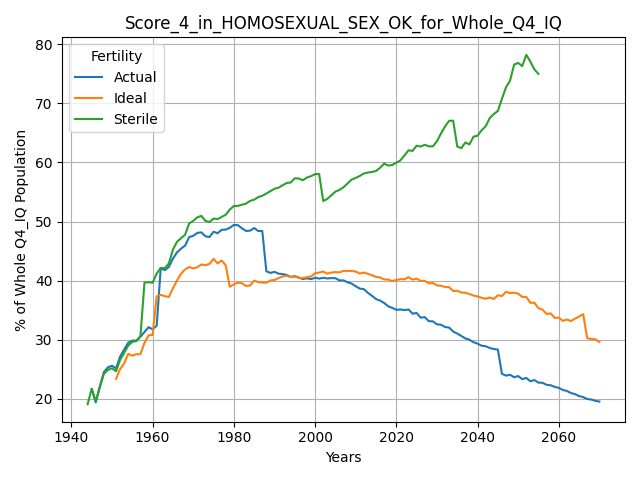 Score_4_in_HOMOSEXUAL_SEX_OK_for_Whole_Q4_IQ
% of Whole Q4_IQ Population
80
70
60
50
40
30
20
Fertility
Actual
Ideal
Sterile
1940
1960
1980
2000
2020
2040
2060
Years